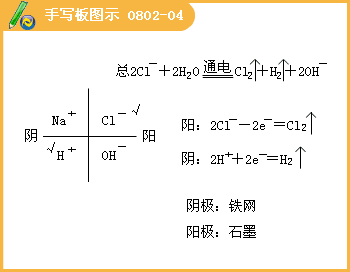 手写板图示 0802-04
总2Cl⁻+2H₂O 通电 Cl₂↑+H₂↑+2OH⁻
Na⁺ Cl⁻ √
阴 阳
√H⁺ OH⁻
阳：2Cl⁻－2e⁻＝Cl₂↑
阴：2H⁺+2e⁻＝H₂↑
阴极：铁网
阳极：石墨